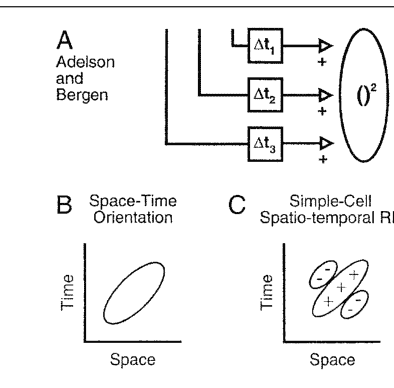 A
Adelson
and
Bergen
Δt1
+
Δt2
+
Δt3
+
()²
B
Space-Time
Orientation
Time
Space
C
Simple-Cell
Spatio-temporal
Time
- -
+
+
+
- -
Space